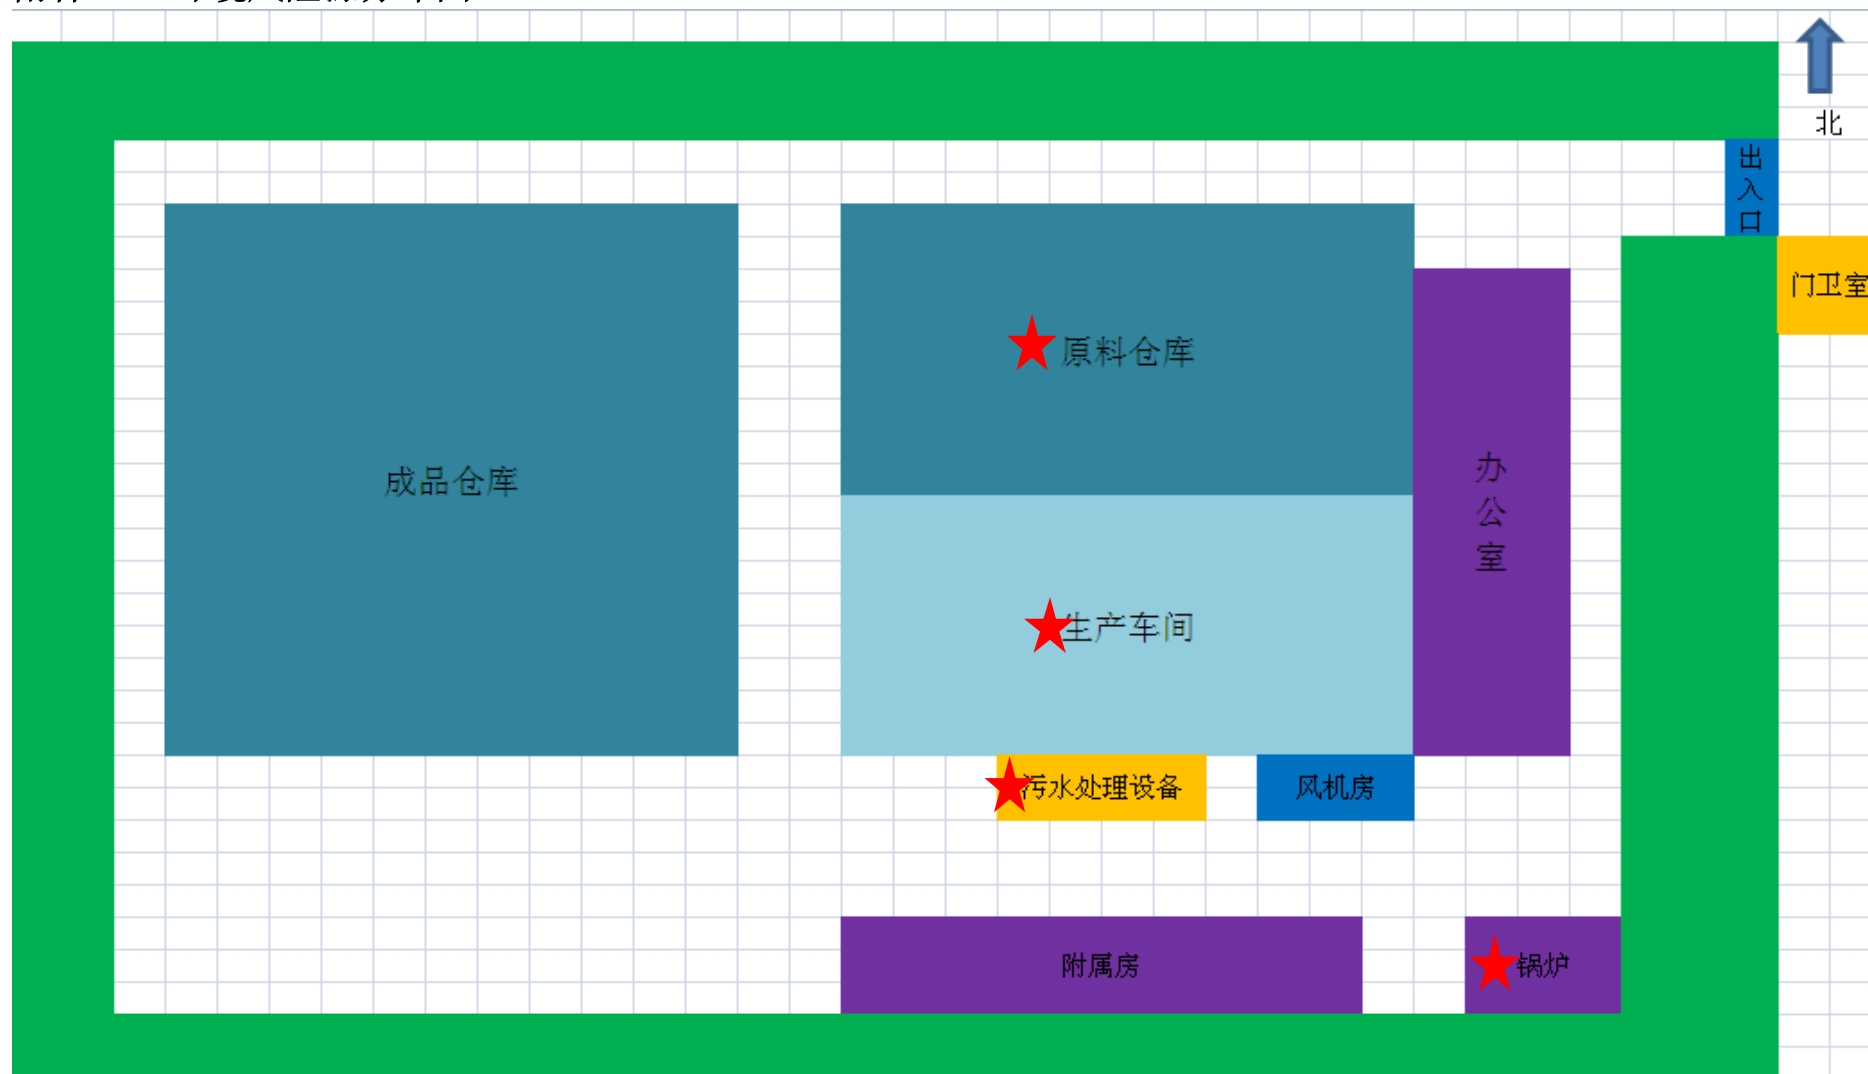 北
出
入
口
门卫室
原料仓库
成品仓库
办
公
室
生产车间
污水处理设备
风机房
附属房
锅炉